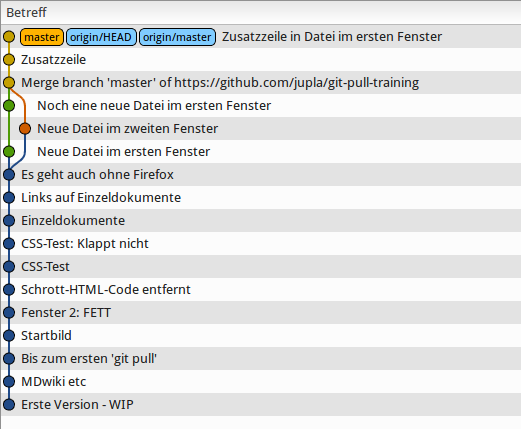 Betreff
master origin/HEAD origin/master Zusatzzeile in Datei im ersten Fenster
Zusatzzeile
Merge branch 'master' of https://github.com/jupla/git-pull-training
Noch eine neue Datei im ersten Fenster
Neue Datei im zweiten Fenster
Neue Datei im ersten Fenster
Es geht auch ohne Firefox
Links auf Einzeldokumente
Einzeldokumente
CSS-Test: Klappt nicht
CSS-Test
Schrott-HTML-Code entfernt
Fenster 2: FETT
Startbild
Bis zum ersten 'git pull'
MDwiki etc
Erste Version - WIP